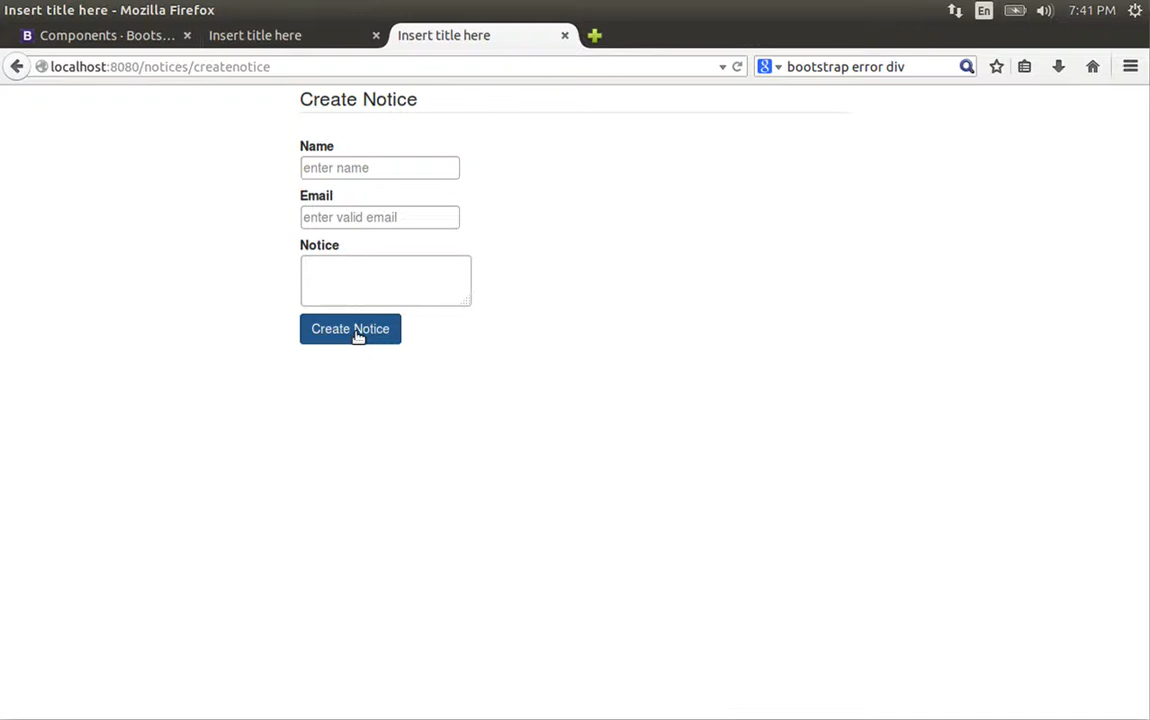 Insert title here - Mozilla Firefox
En
7:41 PM
B Components · Boots...
Insert title here
Insert title here
localhost:8080/notices/createnotice
8 bootstrap error div
Create Notice
Name
enter name
Email
enter valid email
Notice
Create Notice